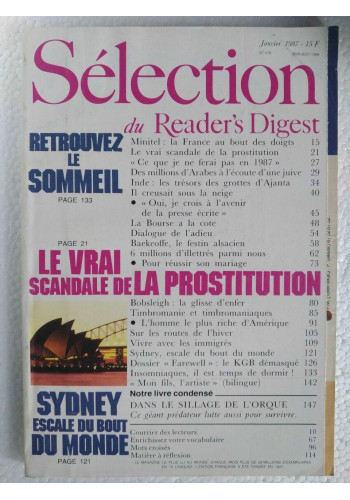 Janvier 1987 - 15 F
Sélection
du Reader's Digest
RETROUVEZ
LE
SOMMEIL
PAGE 133
Minitel : la France au bout des doigts 15
Le vrai scandale de la prostitution 21
« Ce que je ne ferai pas en 1987 » 27
Des millions d'Arabes à l'écoute d'une juive 29
Inde : les trésors des grottes d'Ajanta 34
Il creusait sous la neige 40
● « Oui, je crois à l'avenir
de la presse écrite » 45
La Bourse a la cote 48
Dialogue de l'adieu 54
Baekeoffe, le festin alsacien 58
6 millions d'illettrés parmi nous 62
● Pour réussir son mariage 73
PAGE 21
LE VRAI
SCANDALE DE LA PROSTITUTION
Bobsleigh : la glisse d'enfer 80
Timbromanie et timbromaniaques 85
● L'homme le plus riche d'Amérique 91
Sur les routes de l'hiver 105
Vivre avec les immigrés 109
Sydney, escale du bout du monde 121
Dossier « Farewell » : le KGB démasqué 126
Insomniaques, il est temps de dormir ! 133
« Mon fils, l'artiste » (bilingue) 142
Notre livre condensé
DANS LE SILLAGE DE L'ORQUE 147
Ce géant prédateur lutte aussi pour survivre.
SYDNEY
ESCALE DU BOUT
DU MONDE
PAGE 121
Courrier des lecteurs 10
Enrichissez votre vocabulaire 67
Mots croisés 96
Matière à réflexion 114